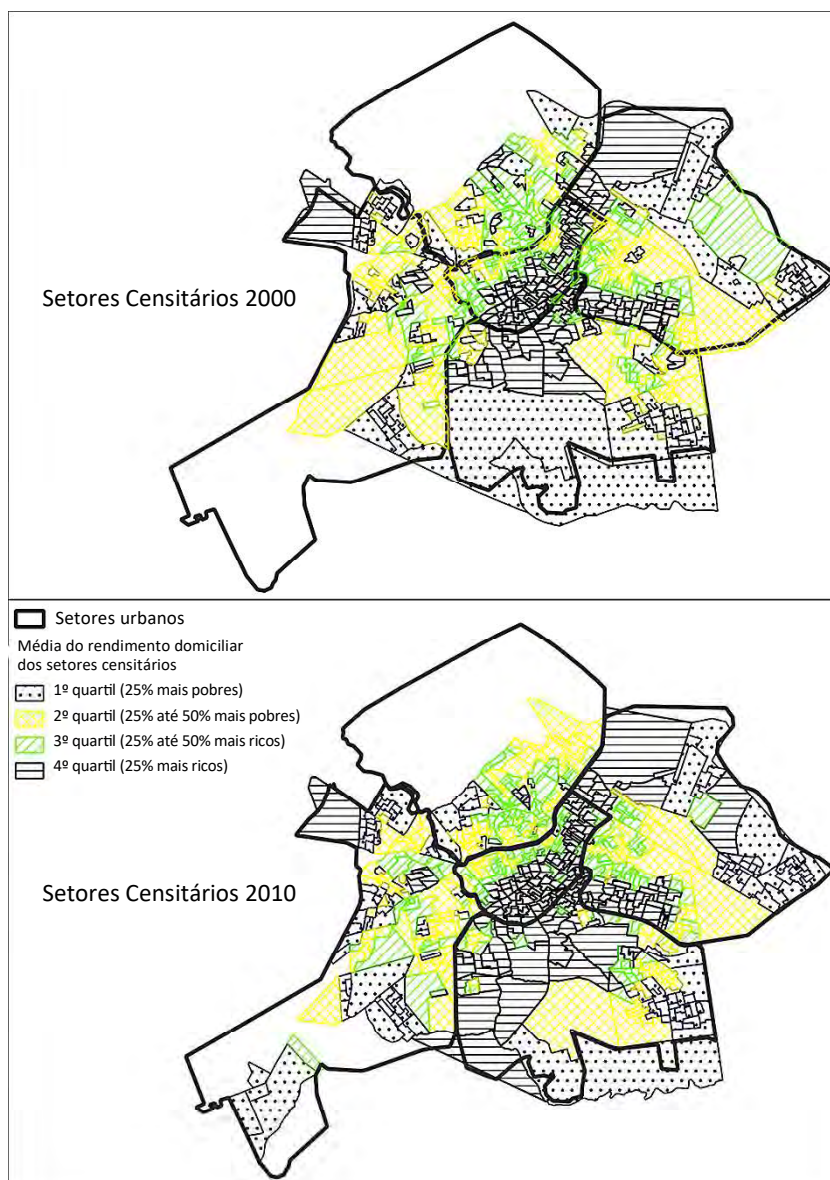 Setores Censitários 2000
Setores urbanos
Média do rendimento domiciliar
dos setores censitários
1º quartil (25% mais pobres)
2º quartil (25% até 50% mais pobres)
3º quartil (25% até 50% mais ricos)
4º quartil (25% mais ricos)
Setores Censitários 2010